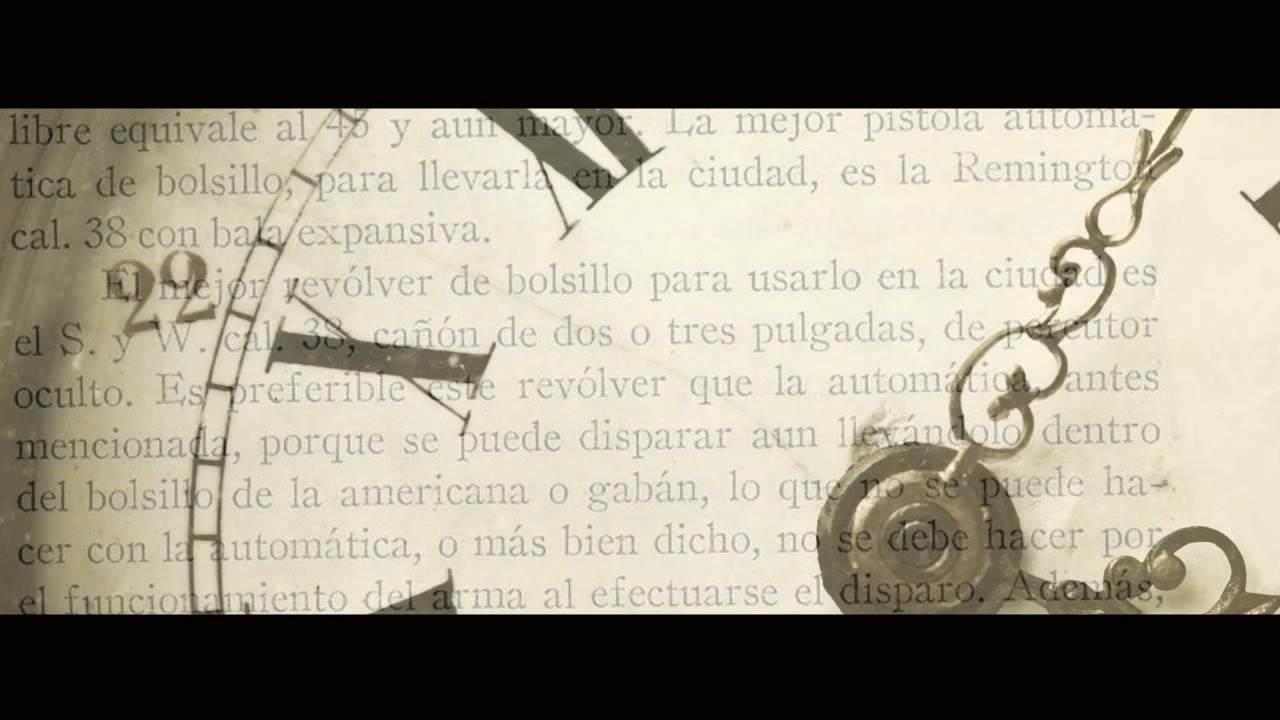 libre equivale al 45 y aun mayor. La mejor pistola automá-
tica de bolsillo, para llevarla en la ciudad, es la Remington
cal. 38 con bala expansiva.
22
El mejor revólver de bolsillo para usarlo en la ciudad es
el S. y W. cal. 38, cañón de dos o tres pulgadas, de percutor
oculto. Es preferible este revólver que la automática, antes
mencionada, porque se puede disparar aun llevándolo dentro
del bolsillo de la americana o gabán, lo que no se puede ha-
cer con la automática, o más bien dicho, no se debe hacer por
el funcionamiento del arma al efectuarse el disparo. Además,